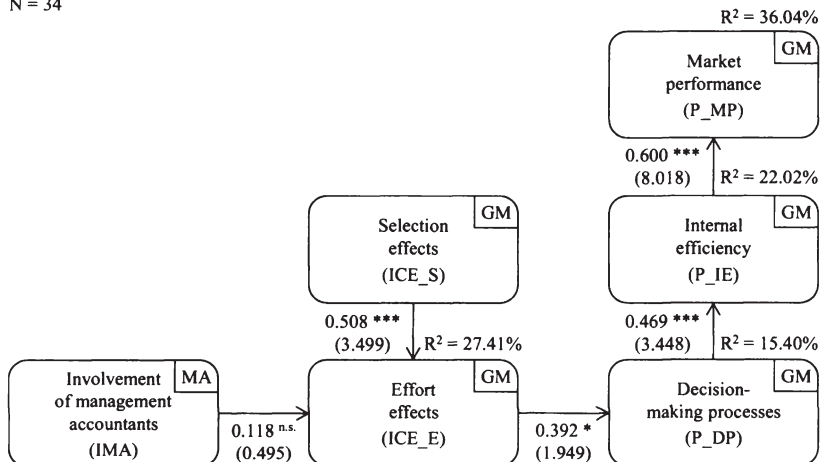 N = 34
R² = 36.04%
GM
Market
performance
(P_MP)
0.600 ***
(8.018)
R² = 22.02%
GM
Selection
effects
(ICE_S)
GM
Internal
efficiency
(P_IE)
0.508 ***
(3.499)
R² = 27.41%
0.469 ***
(3.448)
R² = 15.40%
MA
Involvement
of management
accountants
(IMA)
0.118 n.s.
(0.495)
GM
Effort
effects
(ICE_E)
0.392 *
(1.949)
GM
Decision-
making processes
(P_DP)